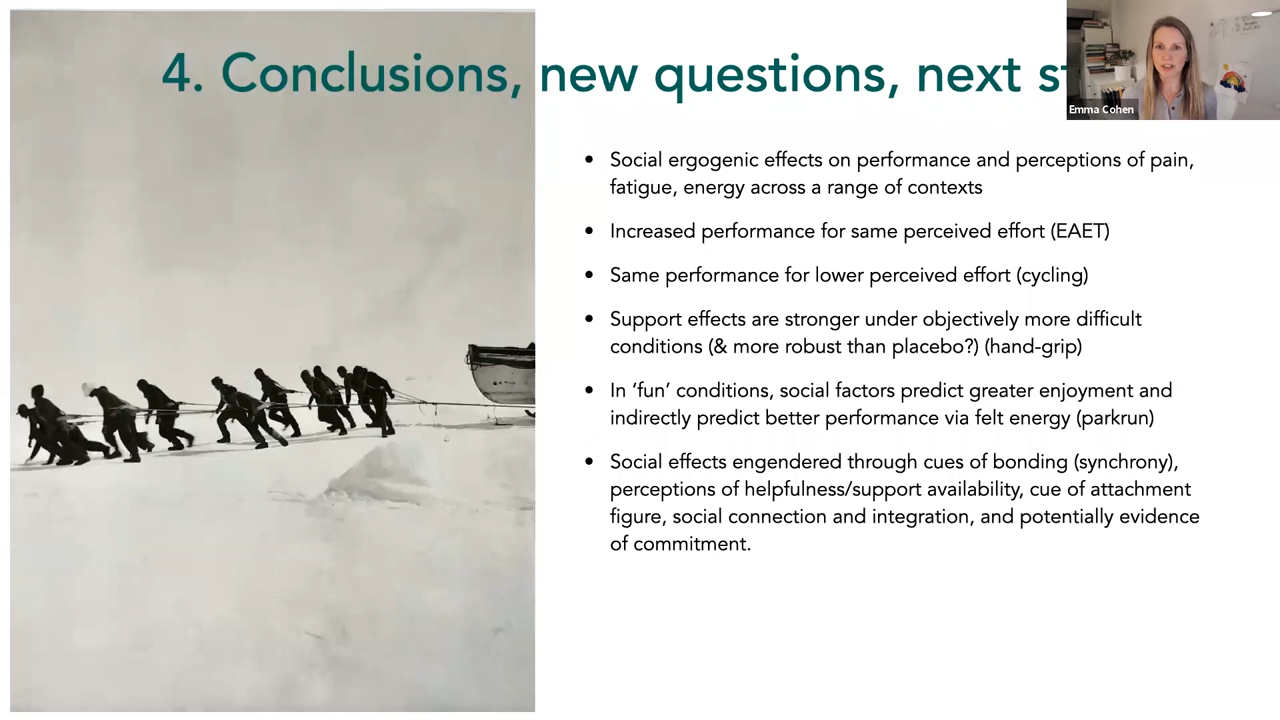 4. Conclusions, new questions, next st
Emma Cohen
• Social ergogenic effects on performance and perceptions of pain,
fatigue, energy across a range of contexts
• Increased performance for same perceived effort (EAET)
• Same performance for lower perceived effort (cycling)
• Support effects are stronger under objectively more difficult
conditions (& more robust than placebo?) (hand-grip)
• In ‘fun’ conditions, social factors predict greater enjoyment and
indirectly predict better performance via felt energy (parkrun)
• Social effects engendered through cues of bonding (synchrony),
perceptions of helpfulness/support availability, cue of attachment
figure, social connection and integration, and potentially evidence
of commitment.